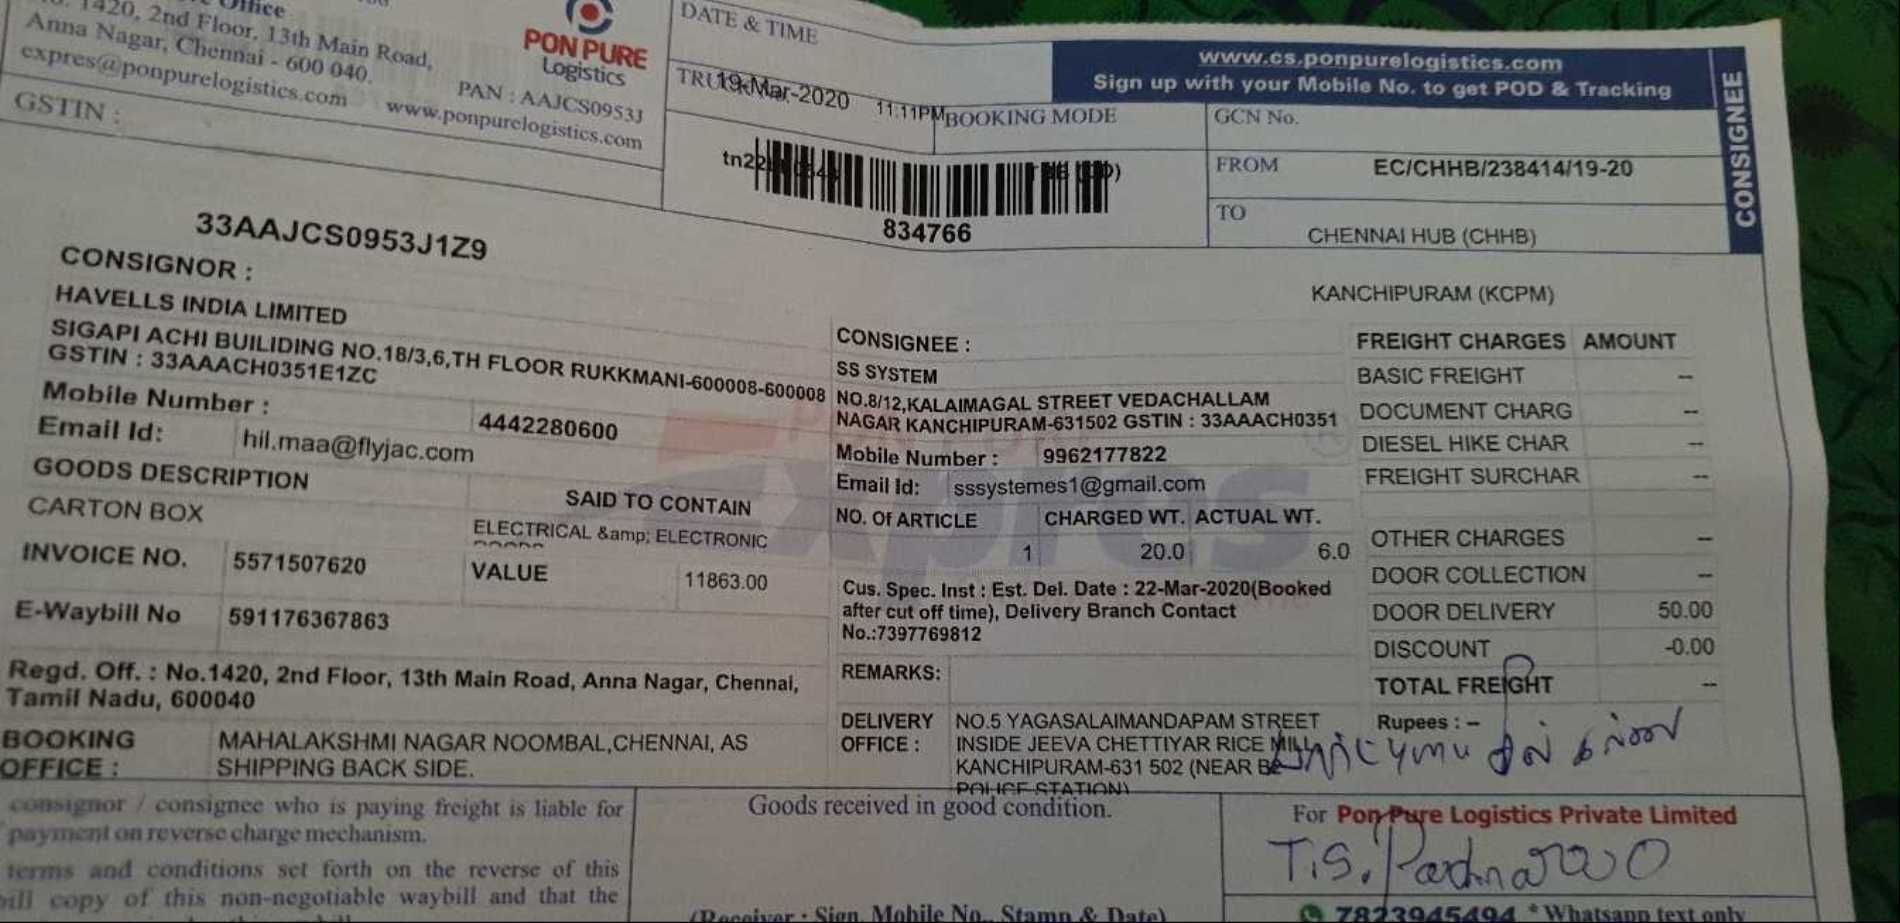 Office
1420, 2nd Floor, 13th Main Road,
Anna Nagar, Chennai - 600 040.
expres@ponpurelogistics.com
PAN : AAJCS0953J
www.ponpurelogistics.com
GSTIN :
PON PURE
Logistics
DATE & TIME
19-Mar-2020 11:11PM
BOOKING MODE
834766
www.cs.ponpurelogistics.com
Sign up with your Mobile No. to get POD & Tracking
CONSIGNEE
GCN No.
FROM EC/CHHB/238414/19-20
TO
CHENNAI HUB (CHHB)
KANCHIPURAM (KCPM)
33AAJCS0953J1Z9
CONSIGNOR :
HAVELLS INDIA LIMITED
SIGAPI ACHI BUILIDING NO.18/3,6,TH FLOOR RUKKMANI-600008-600008
GSTIN : 33AAACH0351E1ZC
Mobile Number : 4442280600
Email Id: hil.maa@flyjac.com
GOODS DESCRIPTION SAID TO CONTAIN
CARTON BOX ELECTRICAL &amp; ELECTRONIC
INVOICE NO. 5571507620 VALUE 11863.00
E-Waybill No 591176367863
Regd. Off. : No.1420, 2nd Floor, 13th Main Road, Anna Nagar, Chennai,
Tamil Nadu, 600040
BOOKING OFFICE : MAHALAKSHMI NAGAR NOOMBAL,CHENNAI, AS
SHIPPING BACK SIDE.
CONSIGNEE :
SS SYSTEM
NO.8/12,KALAIMAGAL STREET VEDACHALLAM
NAGAR KANCHIPURAM-631502 GSTIN : 33AAACH0351
Mobile Number : 9962177822
Email Id: sssystemes1@gmail.com
NO. Of ARTICLE CHARGED WT. ACTUAL WT.
1 20.0 6.0
Cus. Spec. Inst : Est. Del. Date : 22-Mar-2020(Booked
after cut off time), Delivery Branch Contact
No.:7397769812
REMARKS:
DELIVERY OFFICE : NO.5 YAGASALAIMANDAPAM STREET
INSIDE JEEVA CHETTIYAR RICE MILL
KANCHIPURAM-631 502 (NEAR
POLICE STATION)
FREIGHT CHARGES AMOUNT
BASIC FREIGHT --
DOCUMENT CHARG --
DIESEL HIKE CHAR --
FREIGHT SURCHAR --
OTHER CHARGES --
DOOR COLLECTION --
DOOR DELIVERY 50.00
DISCOUNT -0.00
TOTAL FREIGHT --
Rupees : --
consignor / consignee who is paying freight is liable for
payment on reverse charge mechanism.
terms and conditions set forth on the reverse of this
copy of this non-negotiable waybill and that the
Goods received in good condition.
(Receiver : Sign, Mobile No., Stamp & Date)
For Pon Pure Logistics Private Limited
7823945494 * Whatsapp text only